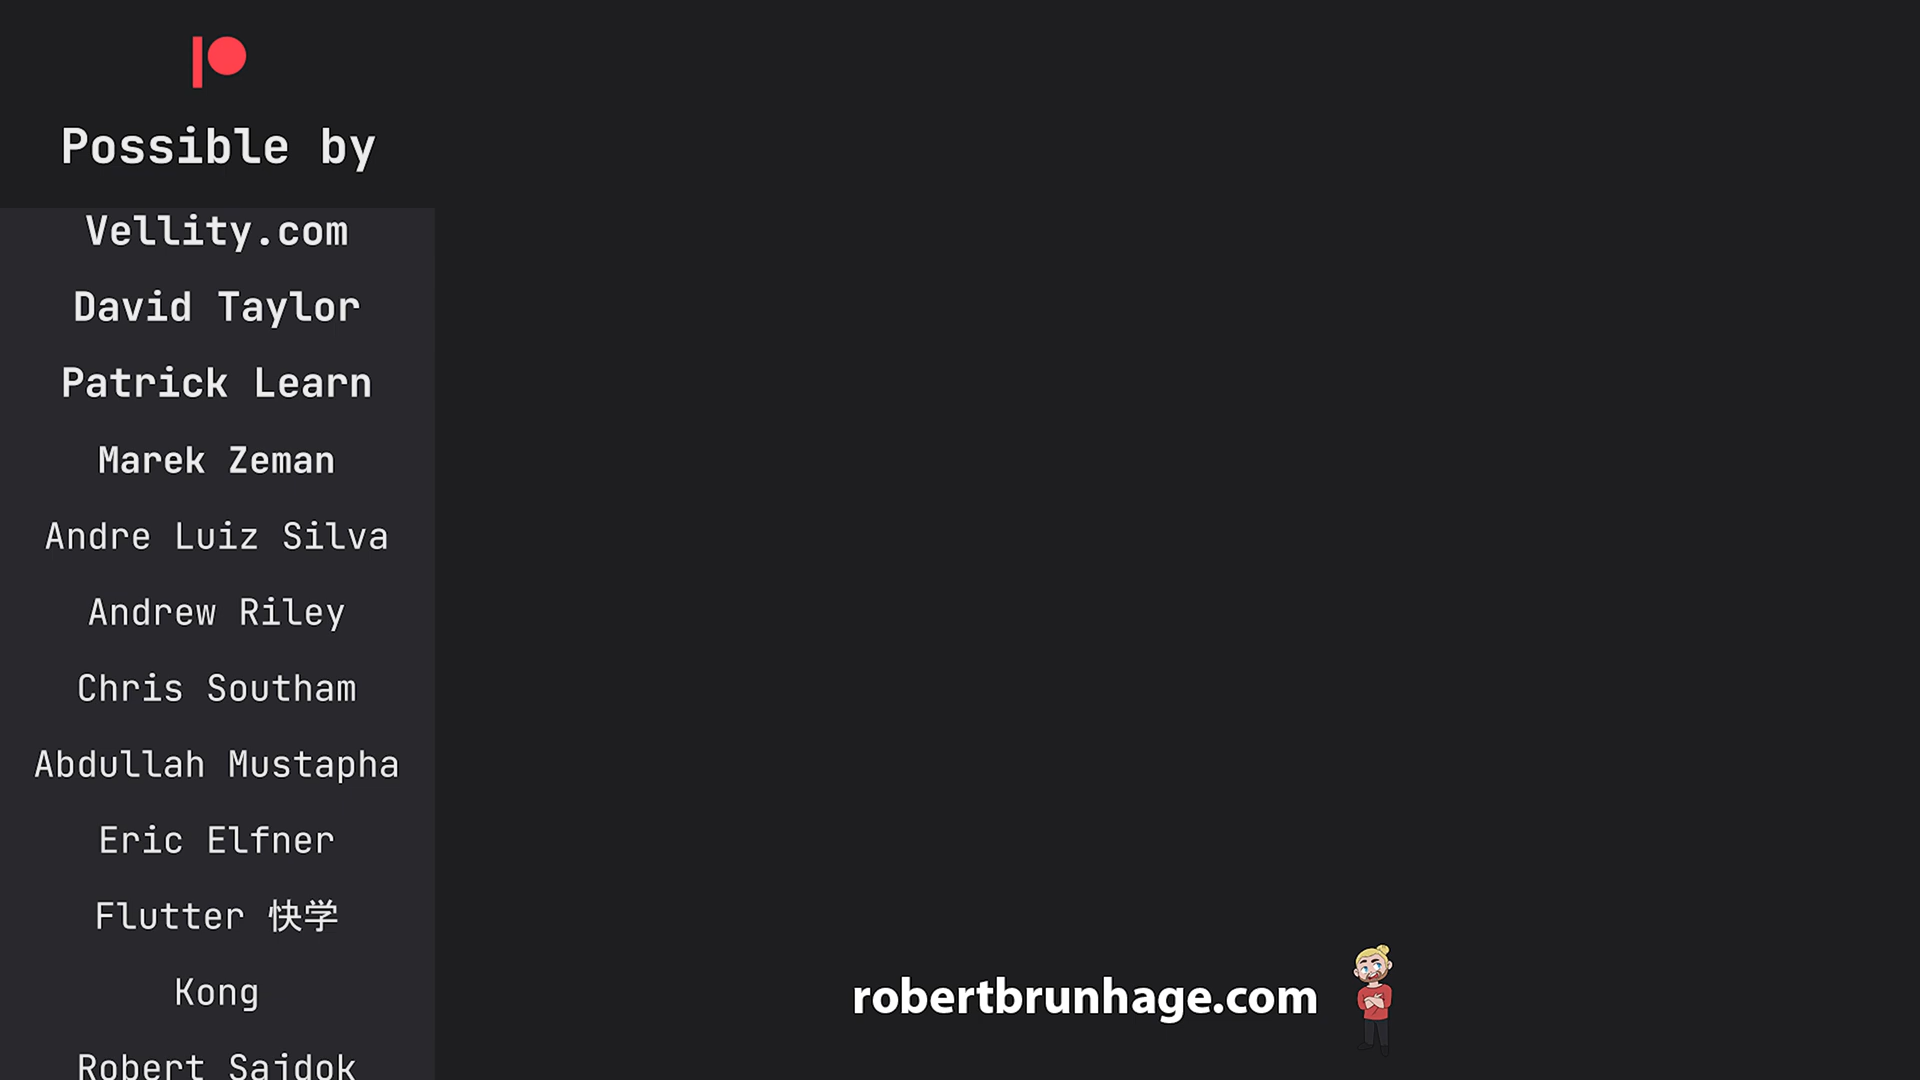 Possible by
Vellity.com
David Taylor
Patrick Learn
Marek Zeman
Andre Luiz Silva
Andrew Riley
Chris Southam
Abdullah Mustapha
Eric Elfner
Flutter 快学
Kong
Robert Sajdok
robertbrunhage.com